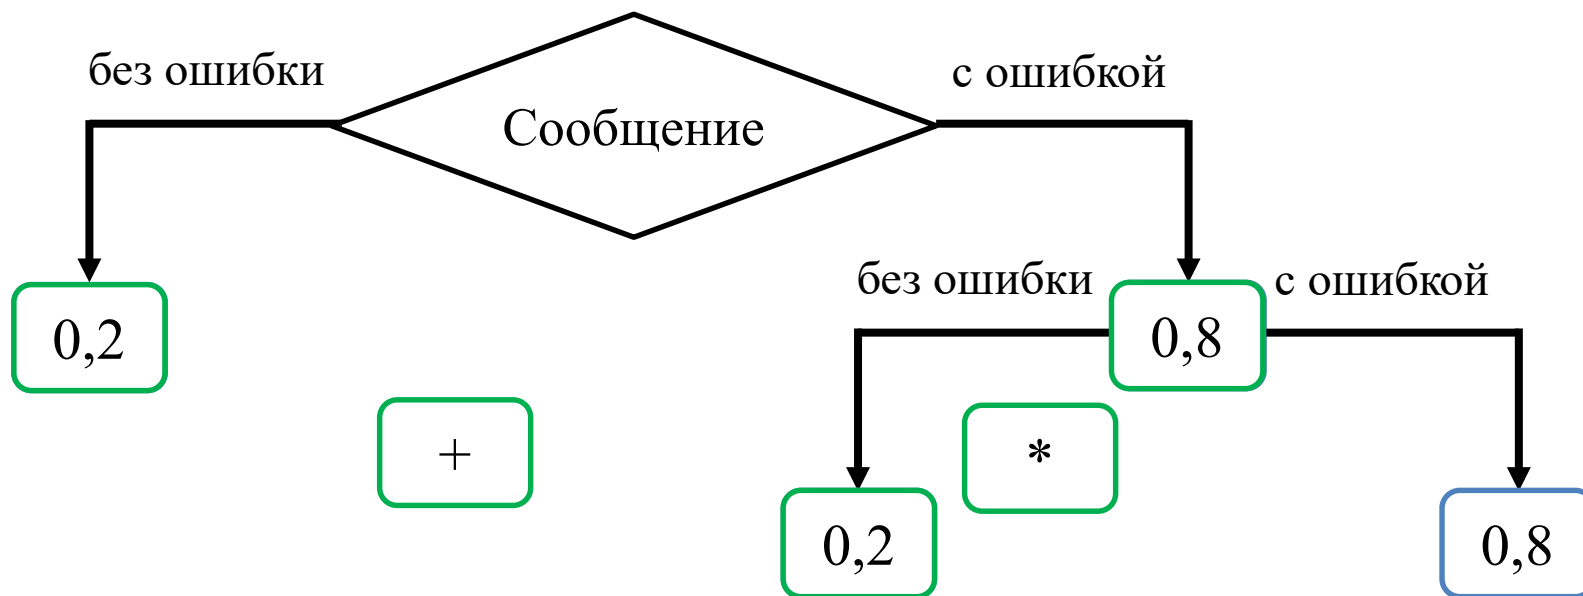 без ошибки
с ошибкой
Сообщение
без ошибки
с ошибкой
0,2
0,8
+
*
0,2
0,8